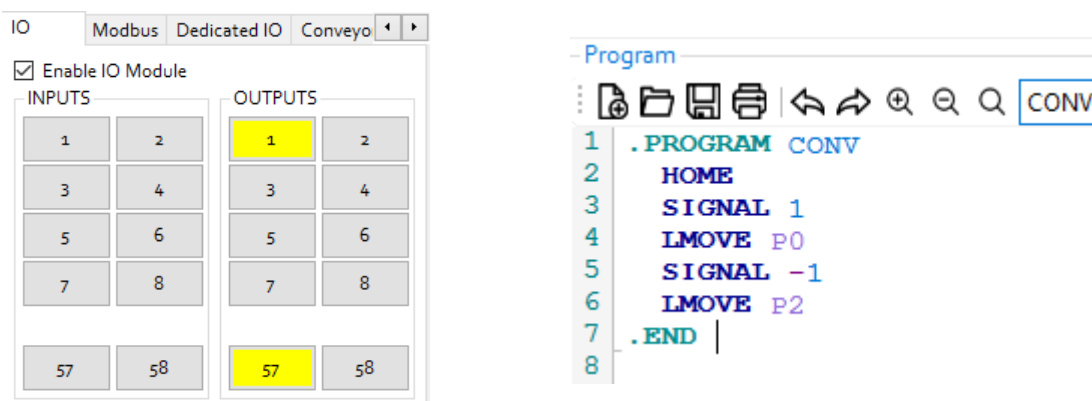 IO Modbus Dedicated IO Conveyo
Enable IO Module
INPUTS
1 2
3 4
5 6
7 8
57 58
OUTPUTS
1 2
3 4
5 6
7 8
57 58
Program
CONV
1 .PROGRAM CONV
2 HOME
3 SIGNAL 1
4 LMOVE P0
5 SIGNAL -1
6 LMOVE P2
7 .END
8